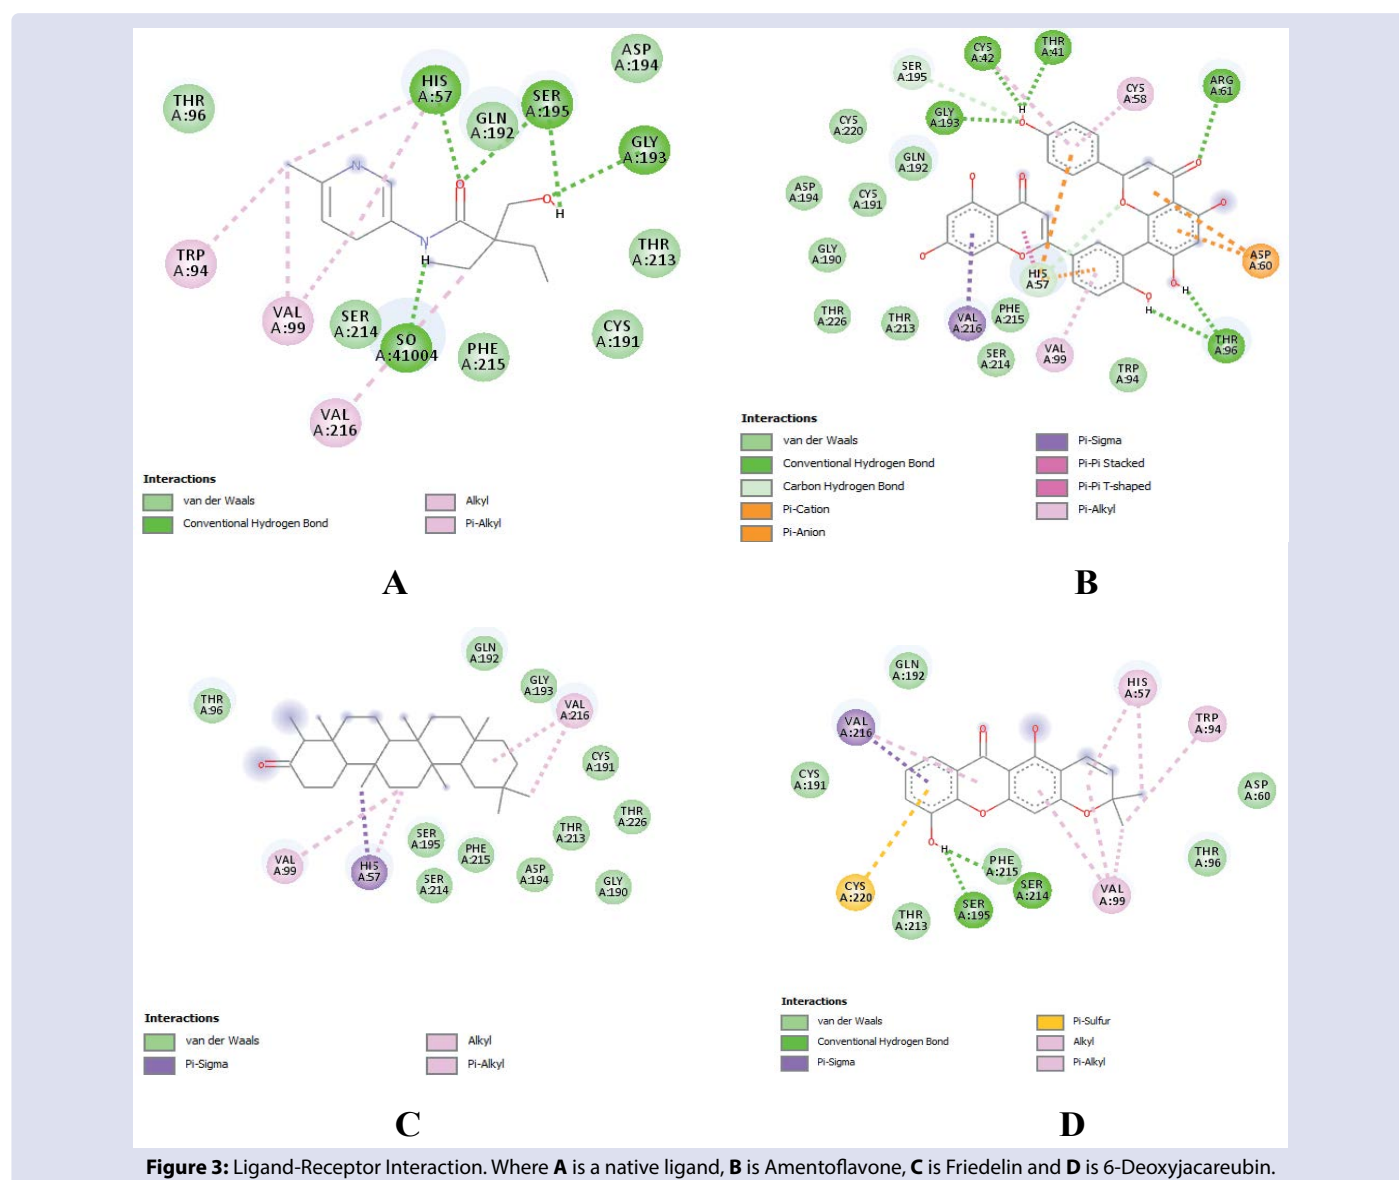 ASP
A:194
HIS
A:57
THR
A:96
SER
A:195
GLN
A:192
GLY
A:193
N
O
O
H
N
H
TRP
A:94
THR
A:213
VAL
A:99
SER
A:214
SO
A:41004
PHE
A:215
CYS
A:191
VAL
A:216
Interactions
van der Waals
Conventional Hydrogen Bond
Alkyl
Pi-Alkyl
A
CYS
A:42
THR
A:41
SER
A:195
CYS
A:58
ARG
A:61
GLY
A:193
CYS
A:220
GLN
A:192
ASP
A:194
CYS
A:191
GLY
A:190
HIS
A:57
ASP
A:60
THR
A:226
THR
A:213
VAL
A:216
PHE
A:215
SER
A:214
VAL
A:99
THR
A:96
TRP
A:94
Interactions
van der Waals
Conventional Hydrogen Bond
Carbon Hydrogen Bond
Pi-Cation
Pi-Anion
Pi-Sigma
Pi-Pi Stacked
Pi-Pi T-shaped
Pi-Alkyl
B
GLN
A:192
GLY
A:193
THR
A:96
VAL
A:216
CYS
A:191
THR
A:226
THR
A:213
SER
A:195
PHE
A:215
VAL
A:99
HIS
A:57
SER
A:214
ASP
A:194
GLY
A:190
Interactions
van der Waals
Pi-Sigma
Alkyl
Pi-Alkyl
C
GLN
A:192
HIS
A:57
VAL
A:216
TRP
A:94
CYS
A:191
ASP
A:60
THR
A:96
PHE
A:215
CYS
A:220
SER
A:214
SER
A:195
VAL
A:99
THR
A:213
Interactions
van der Waals
Conventional Hydrogen Bond
Pi-Sigma
Pi-Sulfur
Alkyl
Pi-Alkyl
D
Figure 3: Ligand-Receptor Interaction. Where A is a native ligand, B is Amentoflavone, C is Friedelin and D is 6-Deoxyjacareubin.